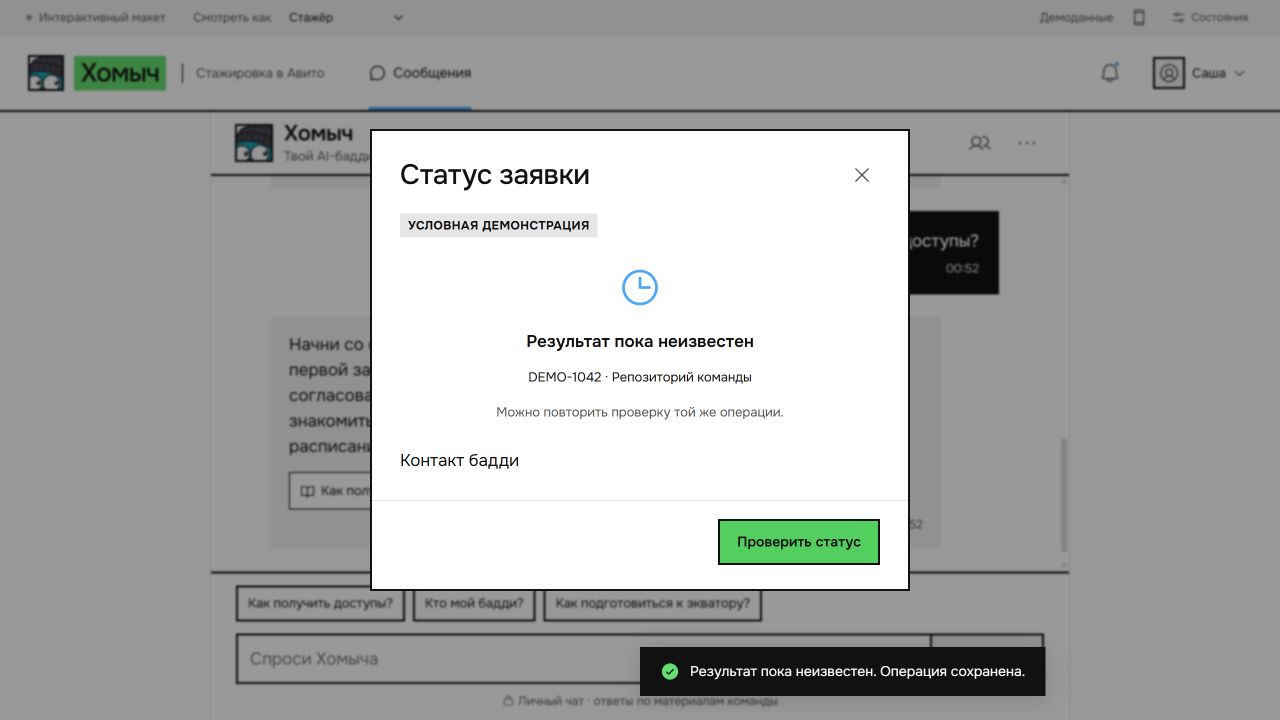 Интерактивный макет
Смотреть как
Стажёр
Демоданные
Состояния
Хомыч
Стажировка в Авито
Сообщения
Саша
Хомыч
Твой AI-бадди
доступы?
00:52
Начни со
первой за
согласова
знакомить
расписани
Как пол
52
Статус заявки
УСЛОВНАЯ ДЕМОНСТРАЦИЯ
Результат пока неизвестен
DEMO-1042 · Репозиторий команды
Можно повторить проверку той же операции.
Контакт бадди
Проверить статус
Как получить доступы?
Кто мой бадди?
Как подготовиться к экватору?
Спроси Хомыча
Результат пока неизвестен. Операция сохранена.
Личный чат · ответы по материалам команды